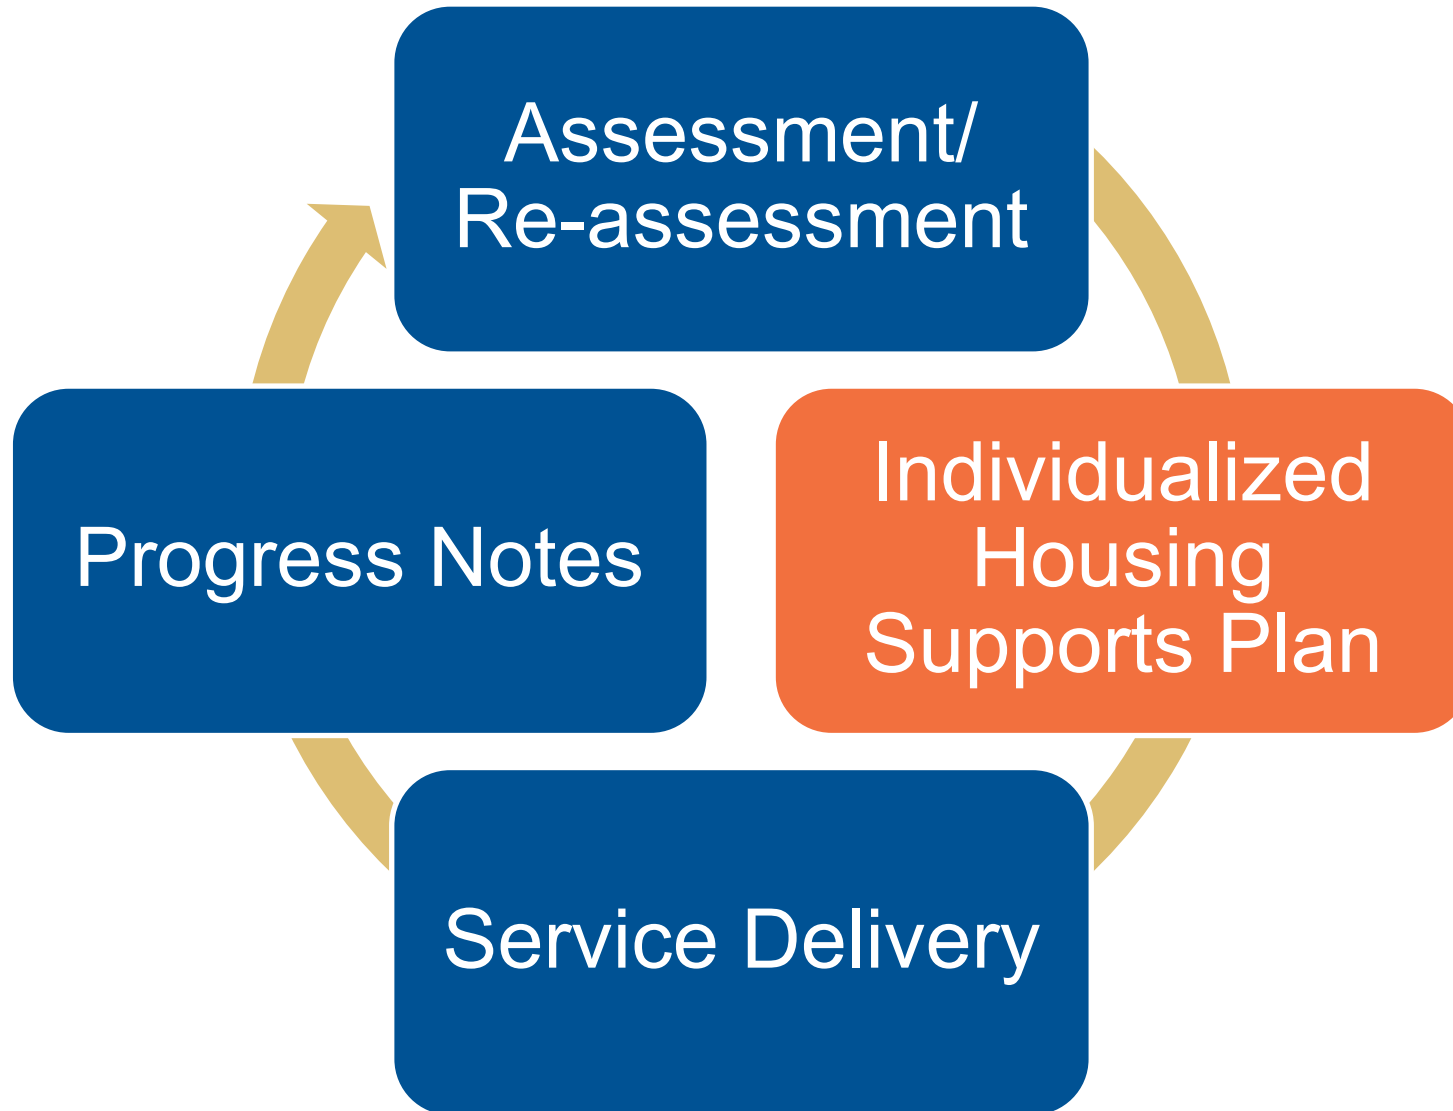 Assessment/
Re-assessment
Individualized
Housing
Supports Plan
Service Delivery
Progress Notes